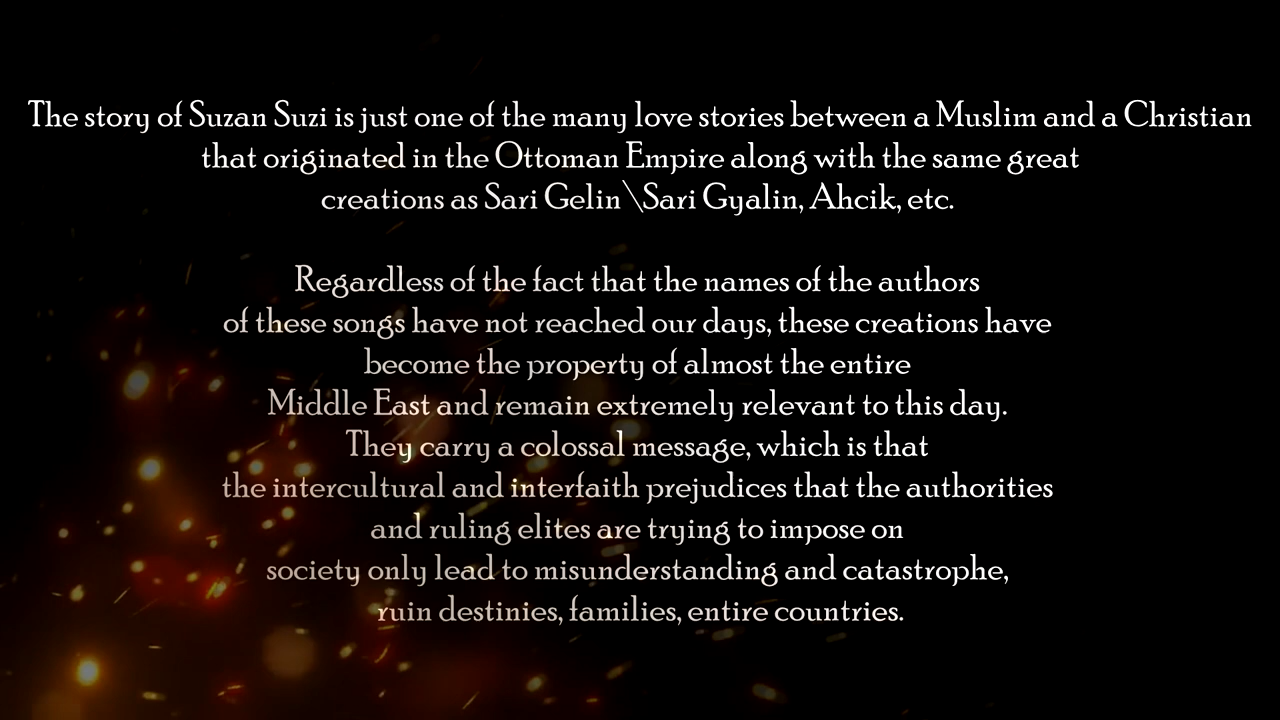 The story of Suzan Suzi is just one of the many love stories between a Muslim and a Christian
that originated in the Ottoman Empire along with the same great
creations as Sari Gelin\Sari Gyalin, Ahcik, etc.
Regardless of the fact that the names of the authors
of these songs have not reached our days, these creations have
become the property of almost the entire
Middle East and remain extremely relevant to this day.
They carry a colossal message, which is that
the intercultural and interfaith prejudices that the authorities
and ruling elites are trying to impose on
society only lead to misunderstanding and catastrophe,
ruin destinies, families, entire countries.